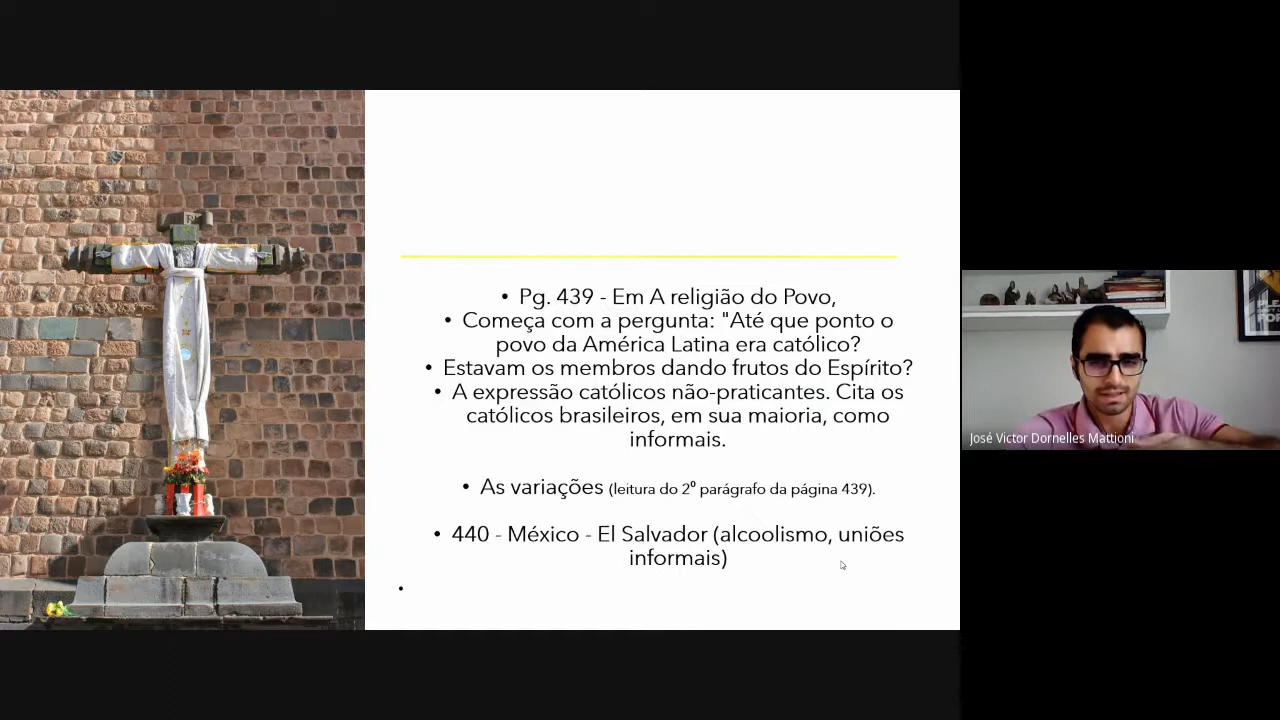 • Pg. 439 - Em A religião do Povo,
• Começa com a pergunta: "Até que ponto o
povo da América Latina era católico?
• Estavam os membros dando frutos do Espírito?
• A expressão católicos não-praticantes. Cita os
católicos brasileiros, em sua maioria, como
informais.
• As variações (leitura do 2º parágrafo da página 439).
• 440 - México - El Salvador (alcoolismo, uniões
informais)
•
José Victor Dornelles Mattioni